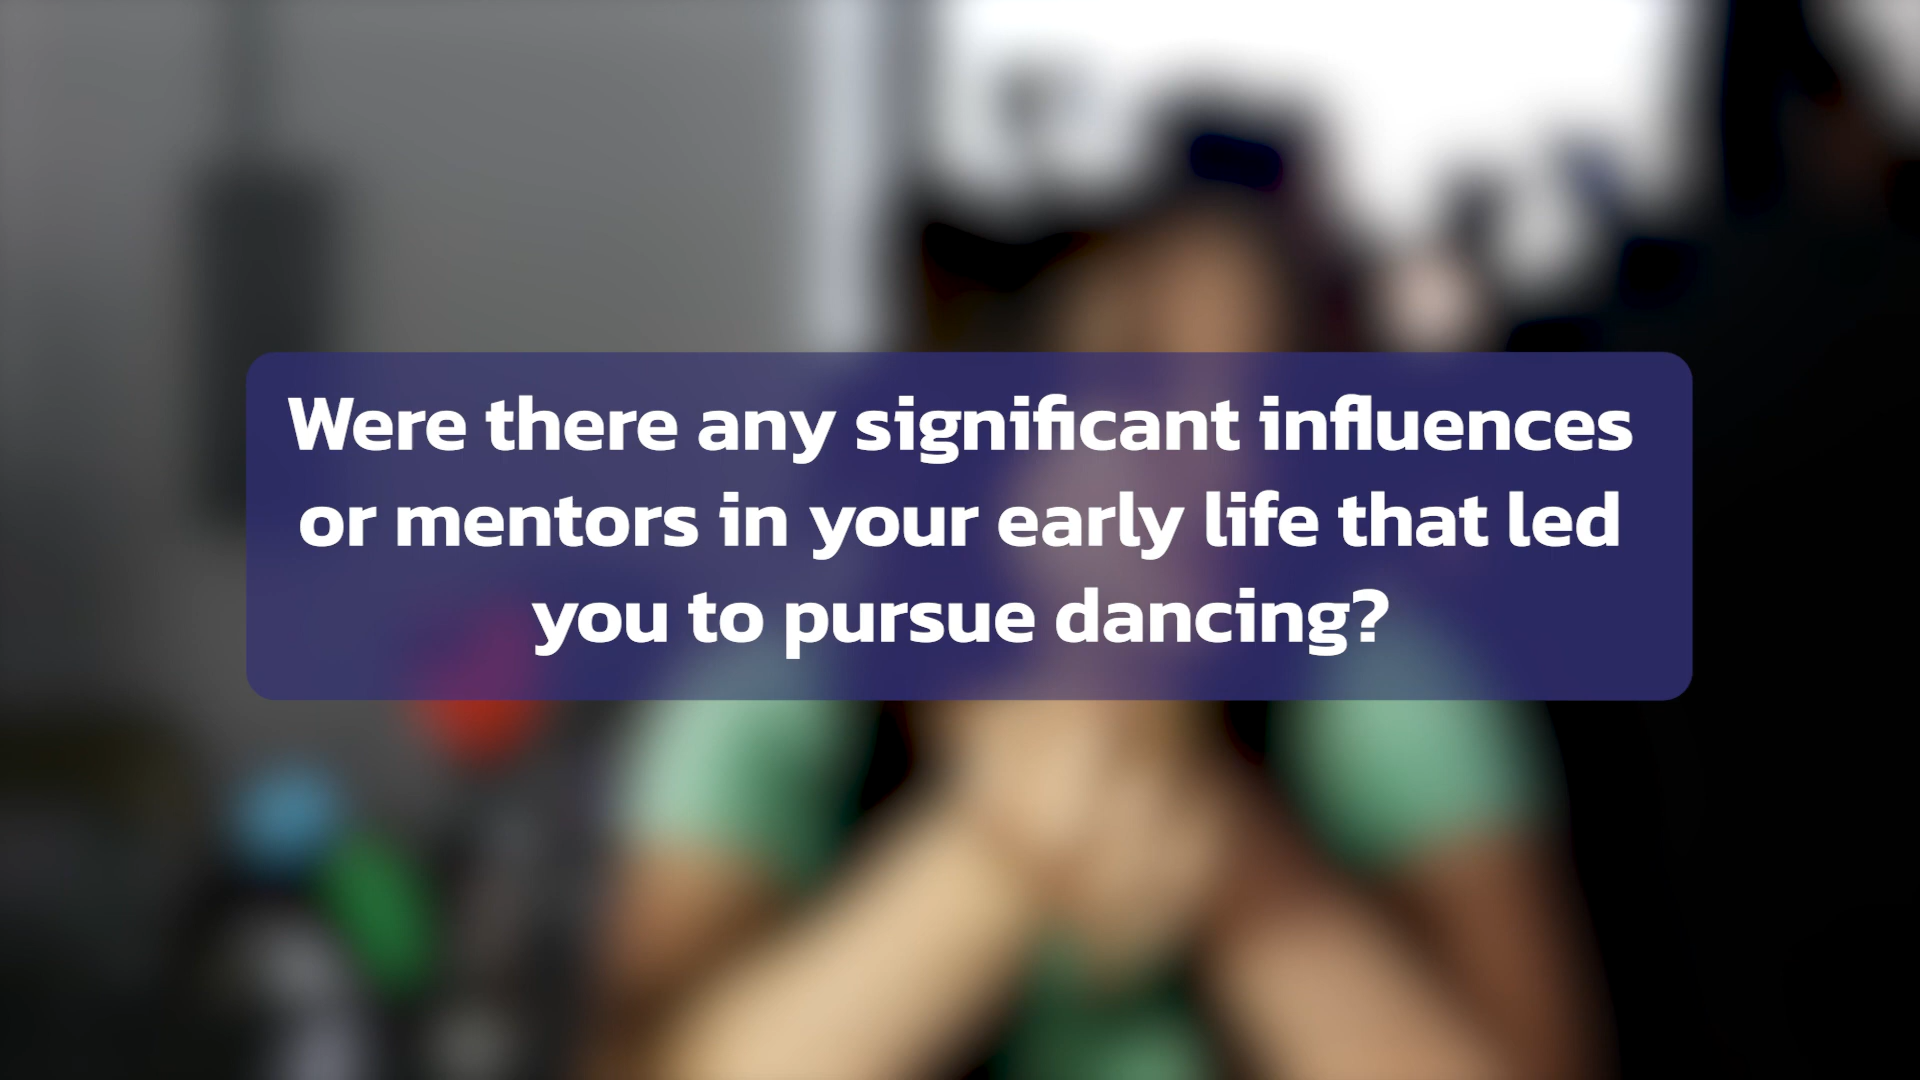 Were there any significant influences
or mentors in your early life that led
you to pursue dancing?